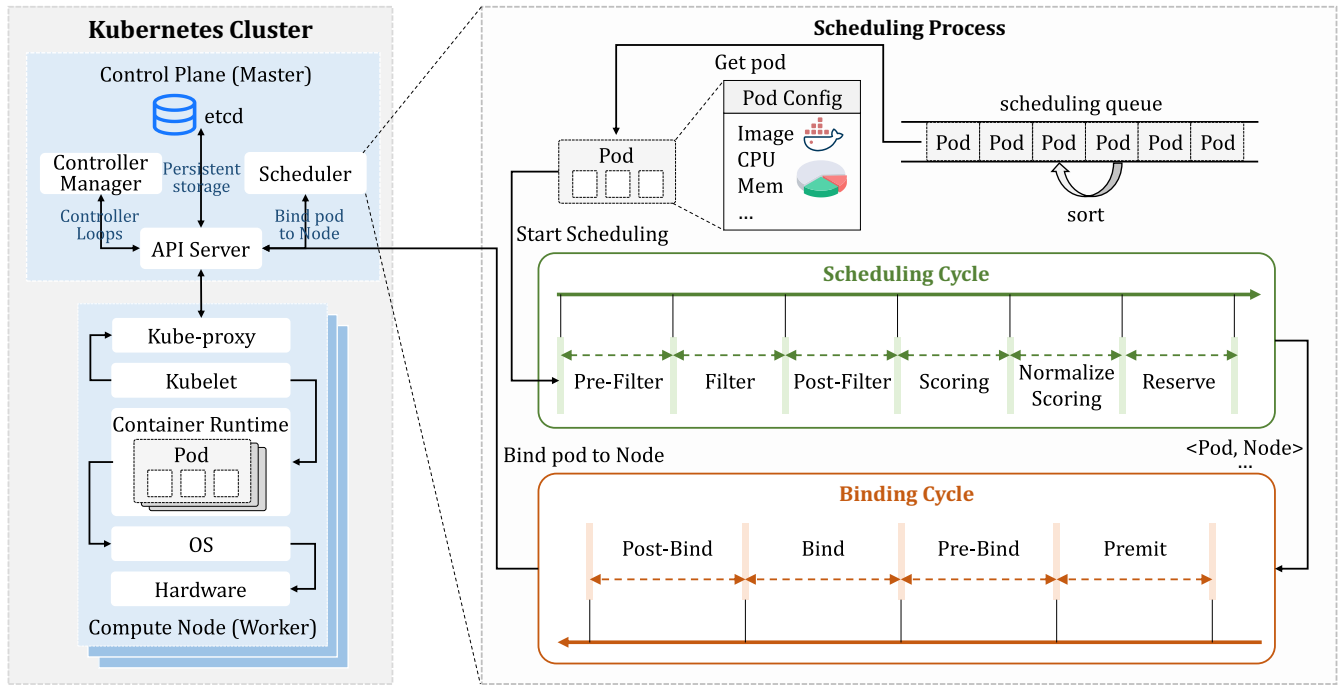 Kubernetes Cluster
Control Plane (Master)
etcd
Controller
Manager
Persistent
storage
Scheduler
Controller
Loops
Bind pod
to Node
API Server
Kube-proxy
Kubelet
Container Runtime
Pod
OS
Hardware
Compute Node (Worker)
Scheduling Process
Get pod
Pod Config
Image
CPU
Mem
...
Pod
scheduling queue
Pod Pod Pod Pod Pod Pod
sort
Start Scheduling
Scheduling Cycle
Pre-Filter
Filter
Post-Filter
Scoring
Normalize
Scoring
Reserve
<Pod, Node>
...
Bind pod to Node
Binding Cycle
Post-Bind
Bind
Pre-Bind
Premit